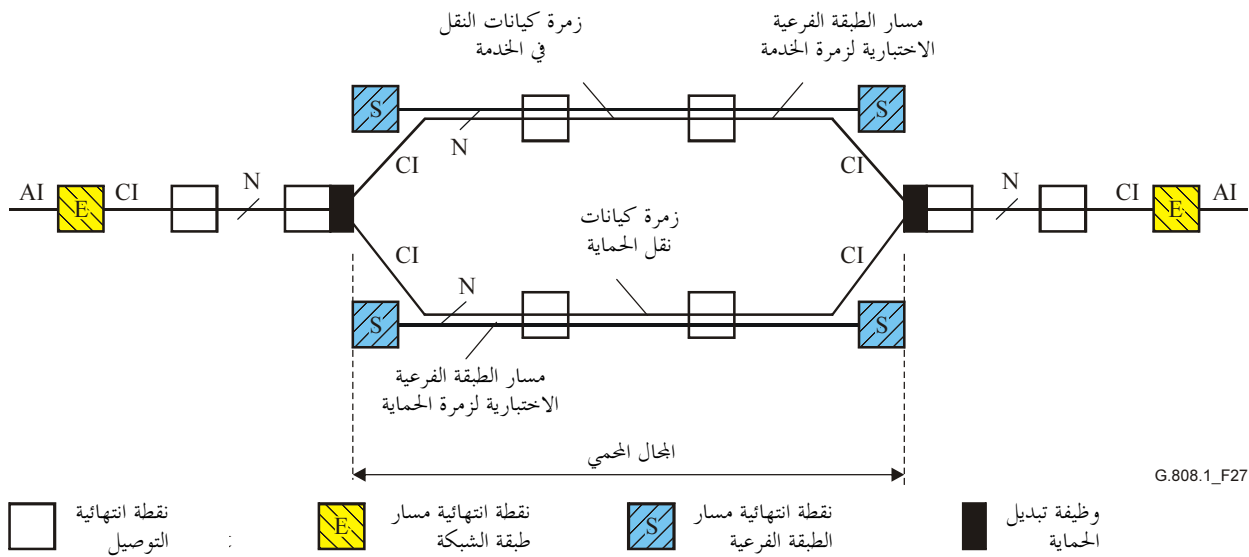 زمرة كيانات النقل
في الخدمة
مسار الطبقة الفرعية
الاختبارية لزمرة الخدمة
S
S
N
CI
CI
AI
E
CI
N
N
CI
E
AI
زمرة كيانات
نقل الحماية
CI
CI
N
S
S
مسار الطبقة الفرعية
الاختبارية لزمرة الحماية
المجال المحمي
G.808.1_F27
نقطة انتهائية
التوصيل
:
E
نقطة انتهائية مسار
طبقة الشبكة
S
نقطة انتهائية مسار
الطبقة الفرعية
وظيفة تبديل
الحماية